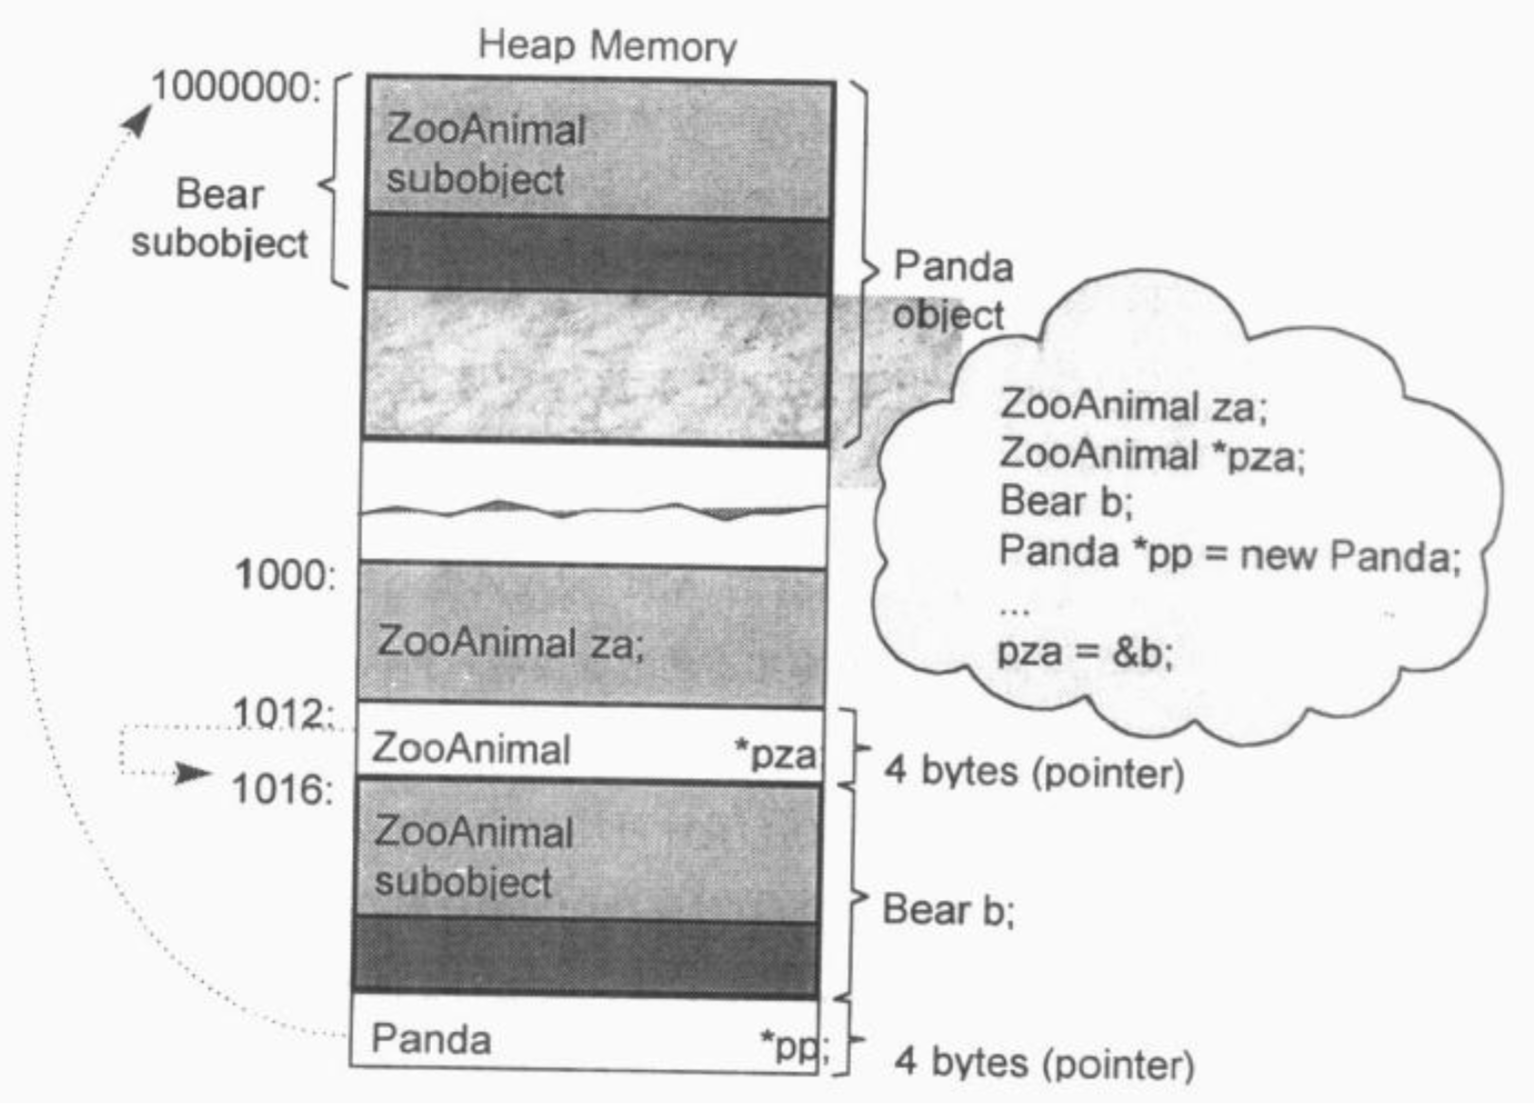 Heap Memory
1000000:
ZooAnimal
subobject
Bear
subobject
Panda
object
ZooAnimal za;
ZooAnimal *pza;
Bear b;
Panda *pp = new Panda;
...
pza = &b;
1000:
ZooAnimal za;
1012:
ZooAnimal *pza
4 bytes (pointer)
1016:
ZooAnimal
subobject
Bear b;
Panda *pp;
4 bytes (pointer)